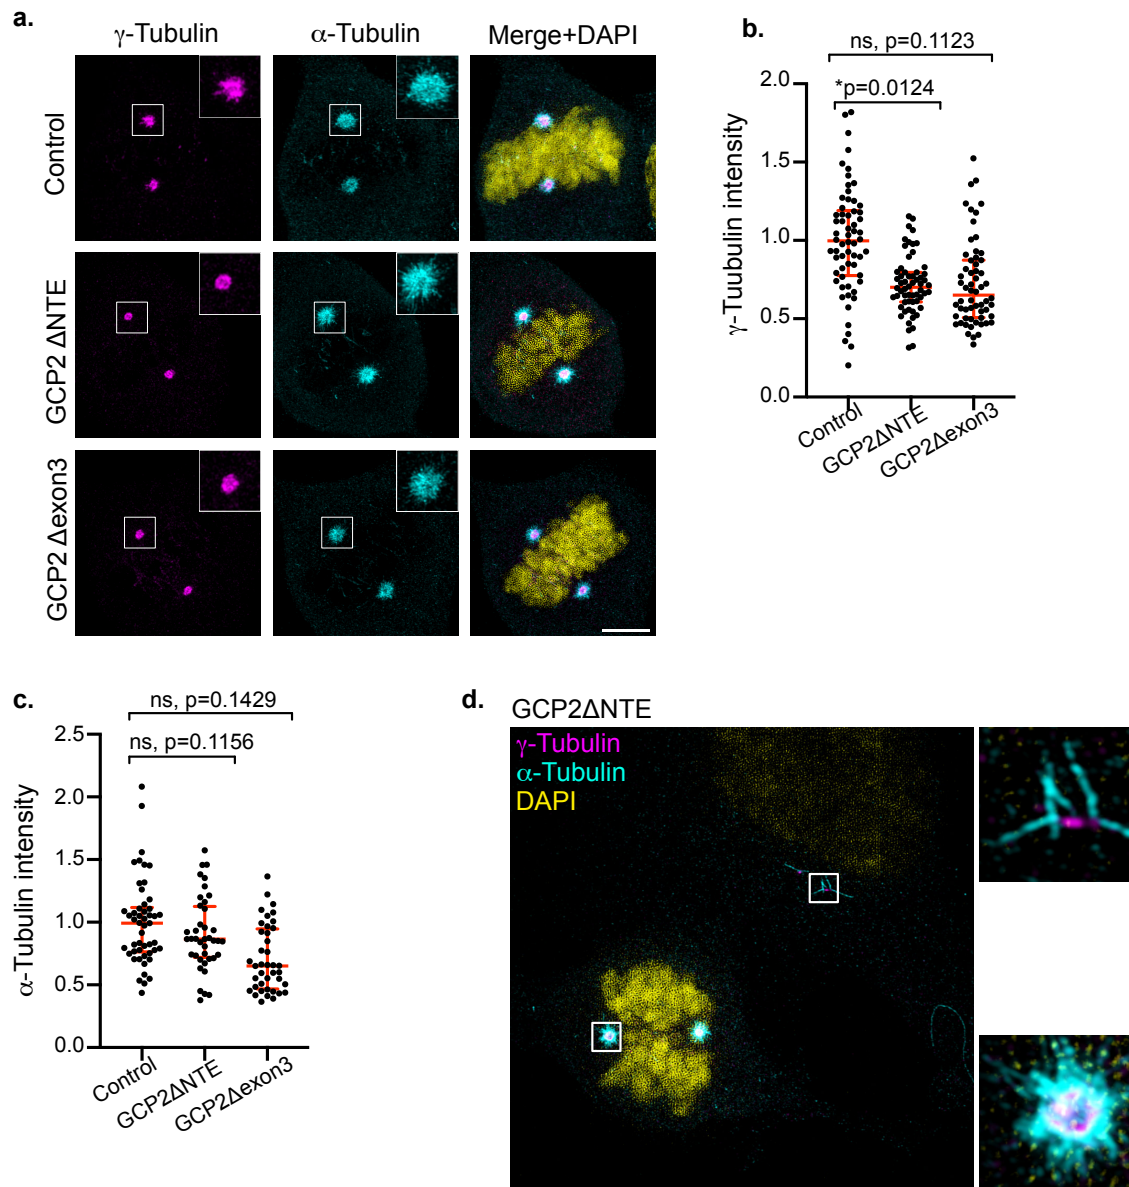 a.
γ-Tubulin
α-Tubulin
Merge+DAPI
Control
GCP2 ΔNTE
GCP2 Δexon3
b.
ns, p=0.1123
*p=0.0124
γ-Tuubulin intensity
2.0
1.5
1.0
0.5
0.0
Control
GCP2ΔNTE
GCP2Δexon3
c.
ns, p=0.1429
ns, p=0.1156
α-Tubulin intensity
2.5
2.0
1.5
1.0
0.5
0.0
Control
GCP2ΔNTE
GCP2Δexon3
d.
GCP2ΔNTE
γ-Tubulin
α-Tubulin
DAPI